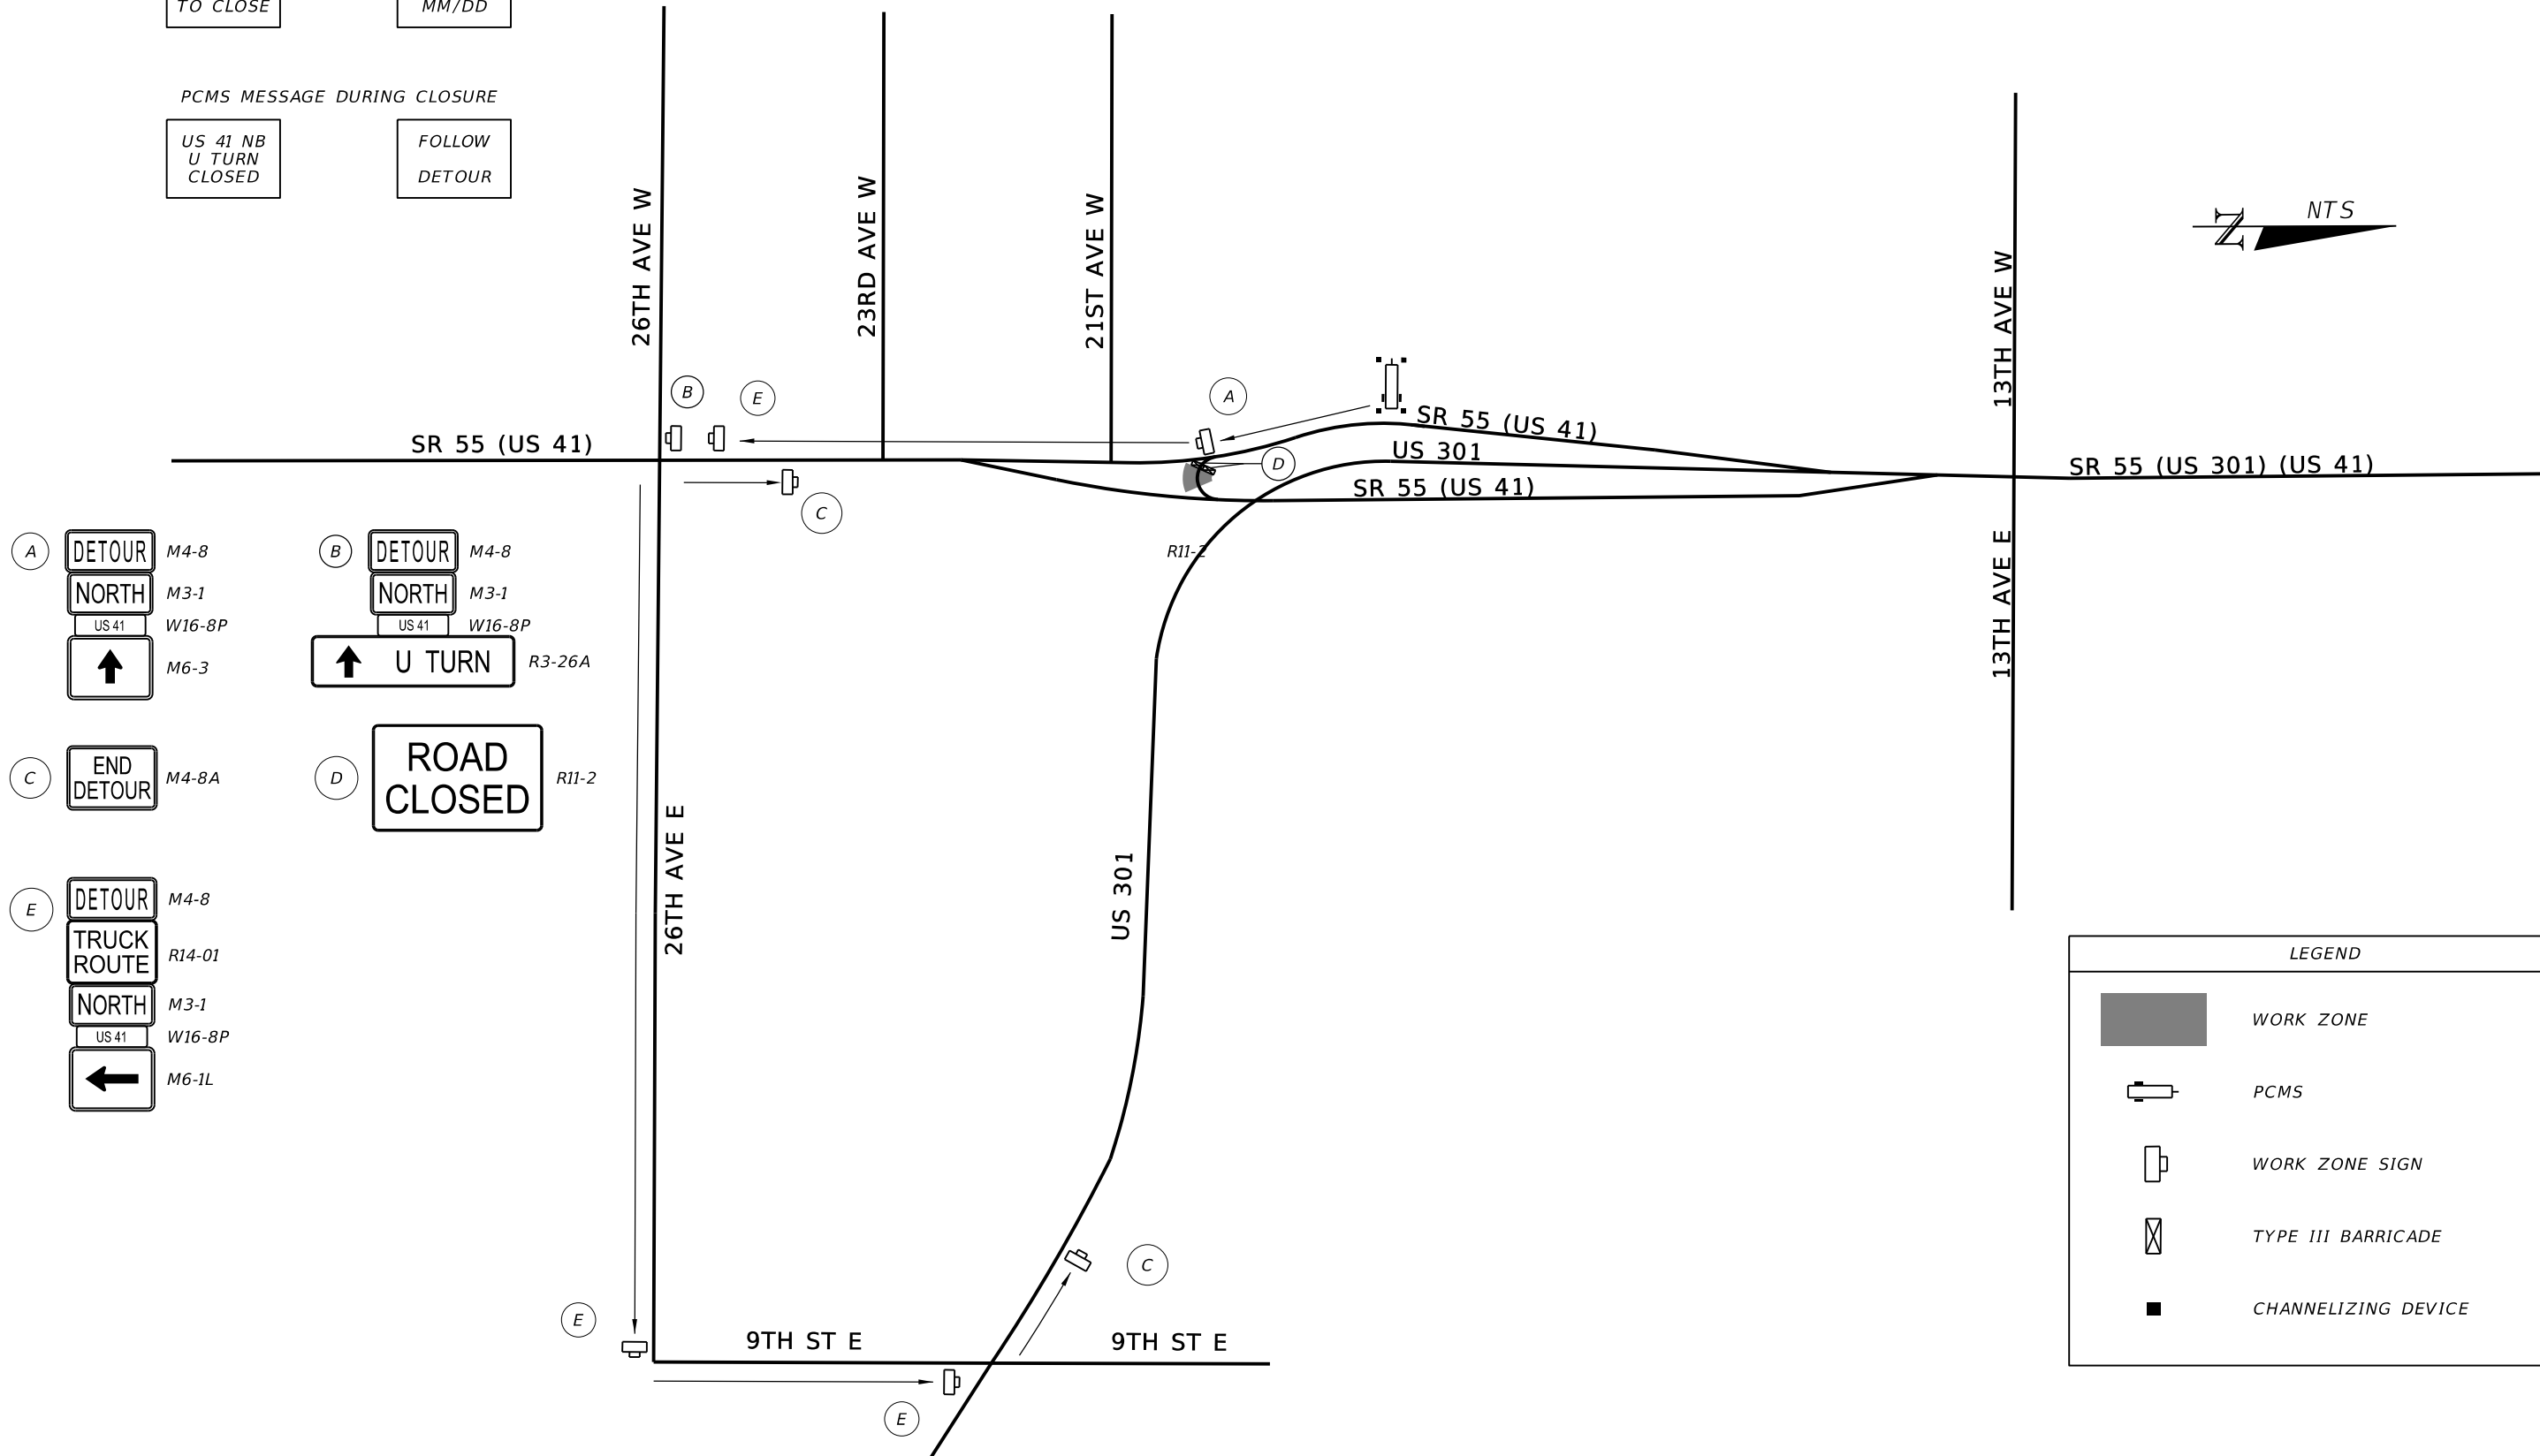 TO CLOSE
MM/DD
PCMS MESSAGE DURING CLOSURE
US 41 NB
U TURN
CLOSED
FOLLOW
DETOUR
26TH AVE W
23RD AVE W
21ST AVE W
13TH AVE W
N
NTS
B
E
A
SR 55 (US 41)
SR 55 (US 41)
US 301
D
SR 55 (US 41)
SR 55 (US 301) (US 41)
C
R11-2
13TH AVE E
A
DETOUR
M4-8
NORTH
M3-1
US 41
W16-8P
M6-3
B
DETOUR
M4-8
NORTH
M3-1
US 41
W16-8P
U TURN
R3-26A
C
END
DETOUR
M4-8A
D
ROAD
CLOSED
R11-2
E
DETOUR
M4-8
TRUCK
ROUTE
R14-01
NORTH
M3-1
US 41
W16-8P
M6-1L
26TH AVE E
US 301
C
E
9TH ST E
9TH ST E
E
LEGEND
WORK ZONE
PCMS
WORK ZONE SIGN
TYPE III BARRICADE
CHANNELIZING DEVICE